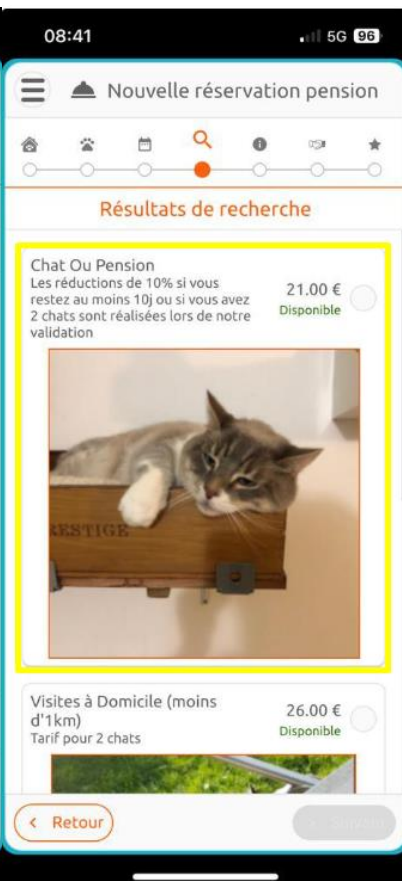 08:41
5G 96
Nouvelle réservation pension
Résultats de recherche
Chat Ou Pension
Les réductions de 10% si vous
restez au moins 10j ou si vous avez
2 chats sont réalisées lors de notre
validation
21.00 €
Disponible
PRESTIGE
Visites à Domicile (moins
d'1km)
Tarif pour 2 chats
26.00 €
Disponible
< Retour